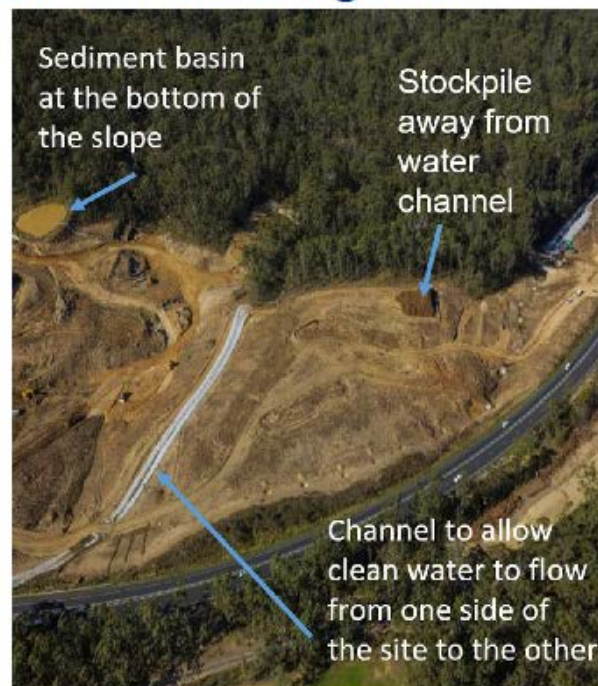 Sediment basin
at the bottom of
the slope
Stockpile
away from
water
channel
Channel to allow
clean water to flow
from one side of
the site to the other